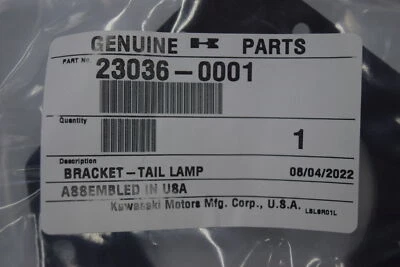 GENUINE PARTS
PART No. 23036-0001
Quantity 1
Description
BRACKET-TAIL LAMP 08/04/2022
ASSEMBLED IN USA
Kawasaki Motors Mfg. Corp., U.S.A. LBL6R01L